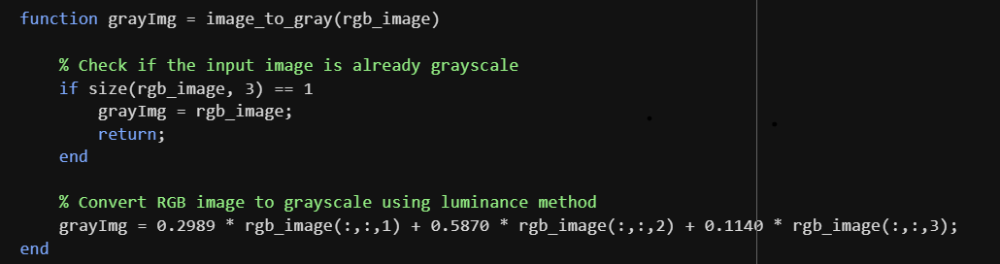 function grayImg = image_to_gray(rgb_image)
% Check if the input image is already grayscale
if size(rgb_image, 3) == 1
grayImg = rgb_image;
return;
end
% Convert RGB image to grayscale using luminance method
grayImg = 0.2989 * rgb_image(:,:,1) + 0.5870 * rgb_image(:,:,2) + 0.1140 * rgb_image(:,:,3);
end